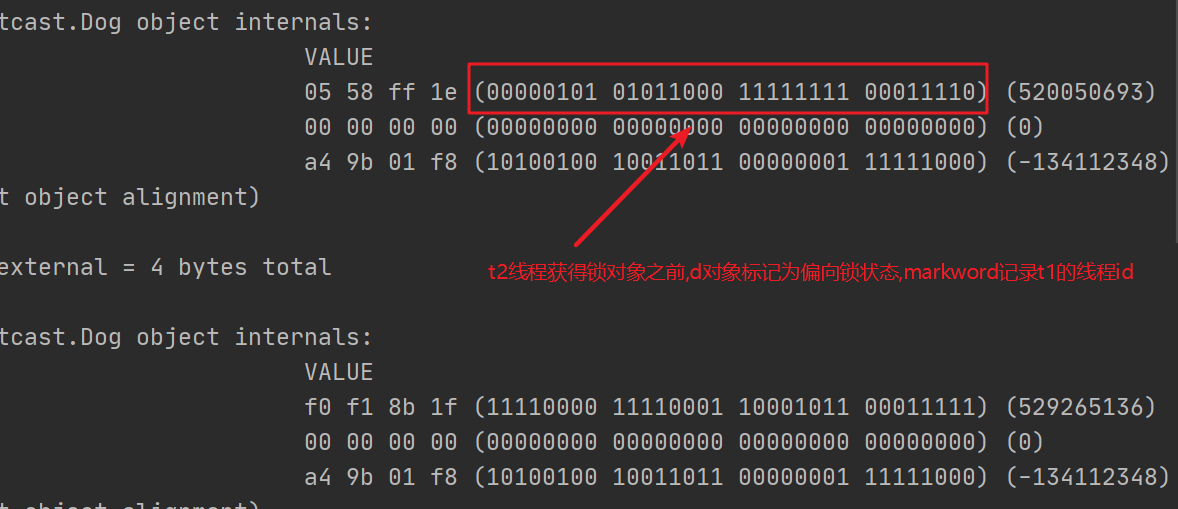 tcast.Dog object internals:
VALUE
05 58 ff 1e (00000101 01011000 11111111 00011110) (520050693)
00 00 00 00 (00000000 00000000 00000000 00000000) (0)
a4 9b 01 f8 (10100100 10011011 00000001 11111000) (-134112348)
t object alignment)
external = 4 bytes total
t2线程获得锁对象之前,d对象标记为偏向锁状态,markword记录t1的线程id
tcast.Dog object internals:
VALUE
f0 f1 8b 1f (11110000 11110001 10001011 00011111) (529265136)
00 00 00 00 (00000000 00000000 00000000 00000000) (0)
a4 9b 01 f8 (10100100 10011011 00000001 11111000) (-134112348)
t object alignment)